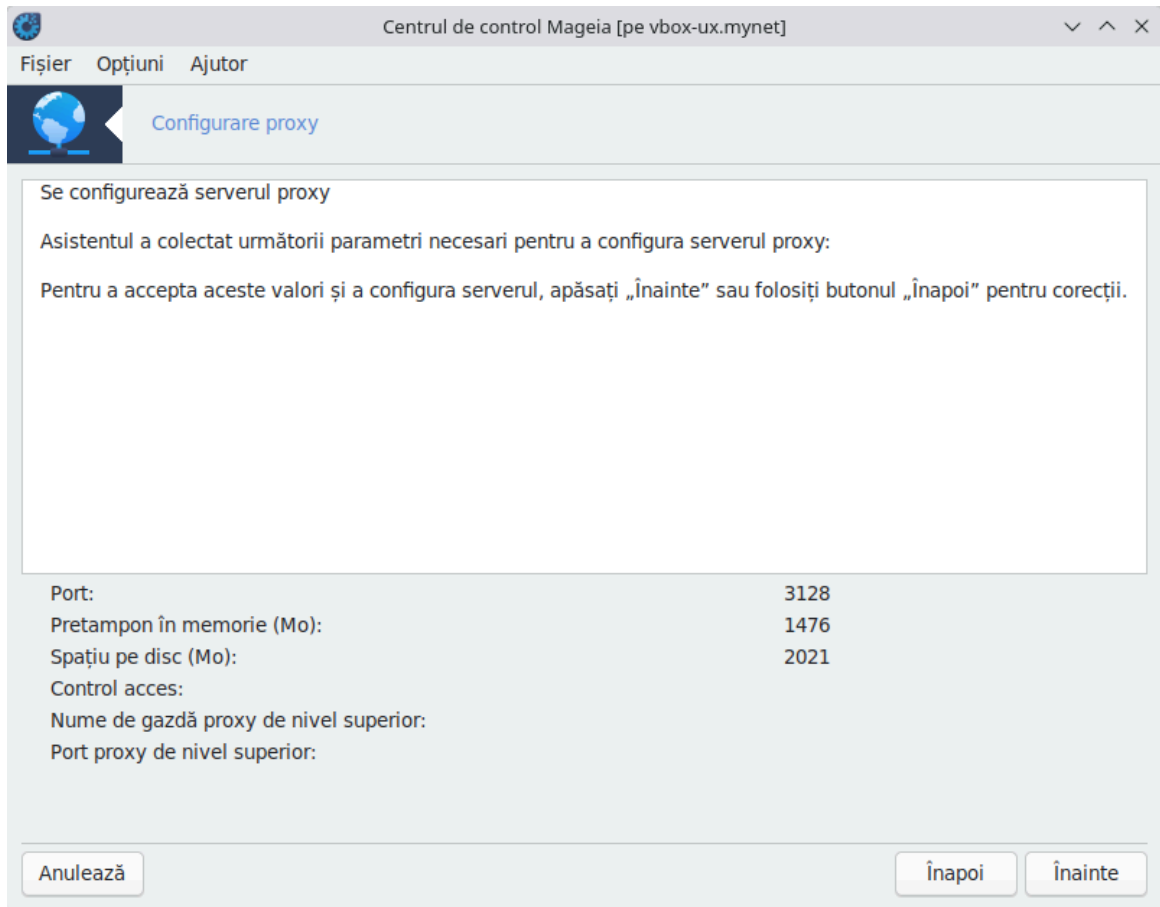 Centrul de control Mageia [pe vbox-ux.mynet]
Fișier Opțiuni Ajutor
Configurare proxy
Se configurează serverul proxy
Asistentul a colectat următorii parametri necesari pentru a configura serverul proxy:
Pentru a accepta aceste valori și a configura serverul, apăsați „Înainte” sau folosiți butonul „Înapoi” pentru corecții.
Port: 3128
Pretampon în memorie (Mo): 1476
Spațiu pe disc (Mo): 2021
Control acces:
Nume de gazdă proxy de nivel superior:
Port proxy de nivel superior:
Anulează Înapoi Înainte